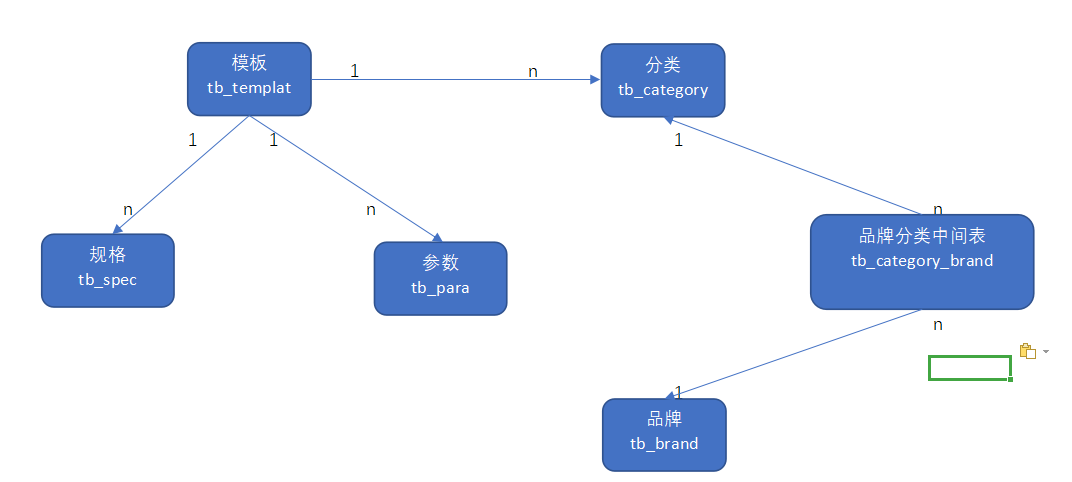 模板
tb_templat
1
n
分类
tb_category
1
1
1
n
n
n
品牌分类中间表
tb_category_brand
规格
tb_spec
参数
tb_para
n
1
品牌
tb_brand